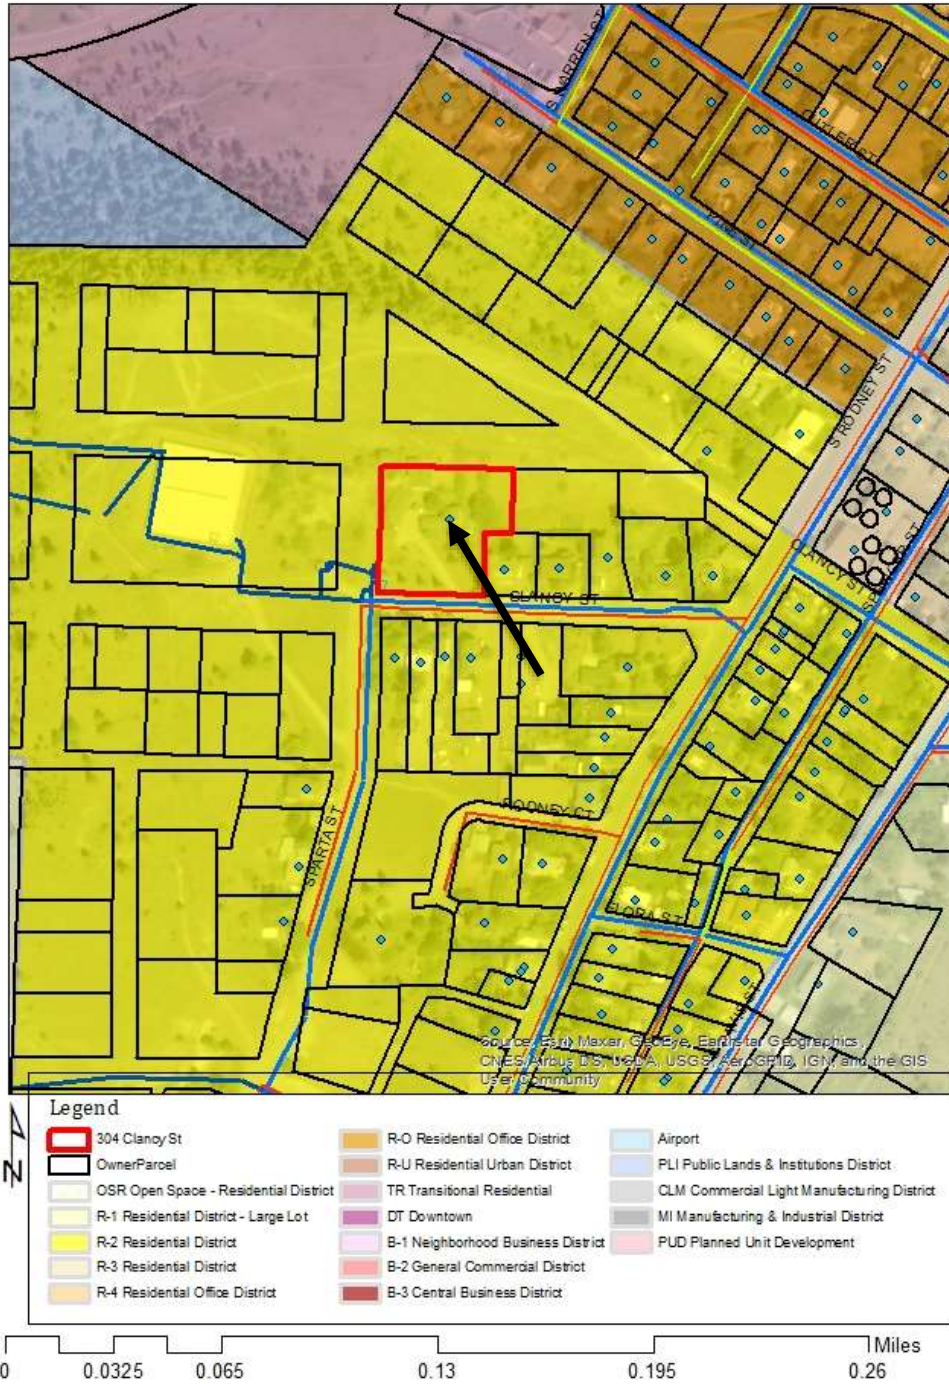 S WARREN ST
CUTLER ST
PINE ST
S RODNEY ST
CLANCY ST
CLANCY ST
SPARTA ST
RODNEY CT
FLORA ST
Source: Esri, Maxar, GeoEye, Earthstar Geographics,
CNES/Airbus DS, USDA, USGS, AeroGRID, IGN, and the GIS
User Community
N
Legend
304 Clancy St
OwnerParcel
OSR Open Space - Residential District
R-1 Residential District - Large Lot
R-2 Residential District
R-3 Residential District
R-4 Residential Office District
R-O Residential Office District
R-U Residential Urban District
TR Transitional Residential
DT Downtown
B-1 Neighborhood Business District
B-2 General Commercial District
B-3 Central Business District
Airport
PLI Public Lands & Institutions District
CLM Commercial Light Manufacturing District
MI Manufacturing & Industrial District
PUD Planned Unit Development
Miles
0 0.0325 0.065 0.13 0.195 0.26